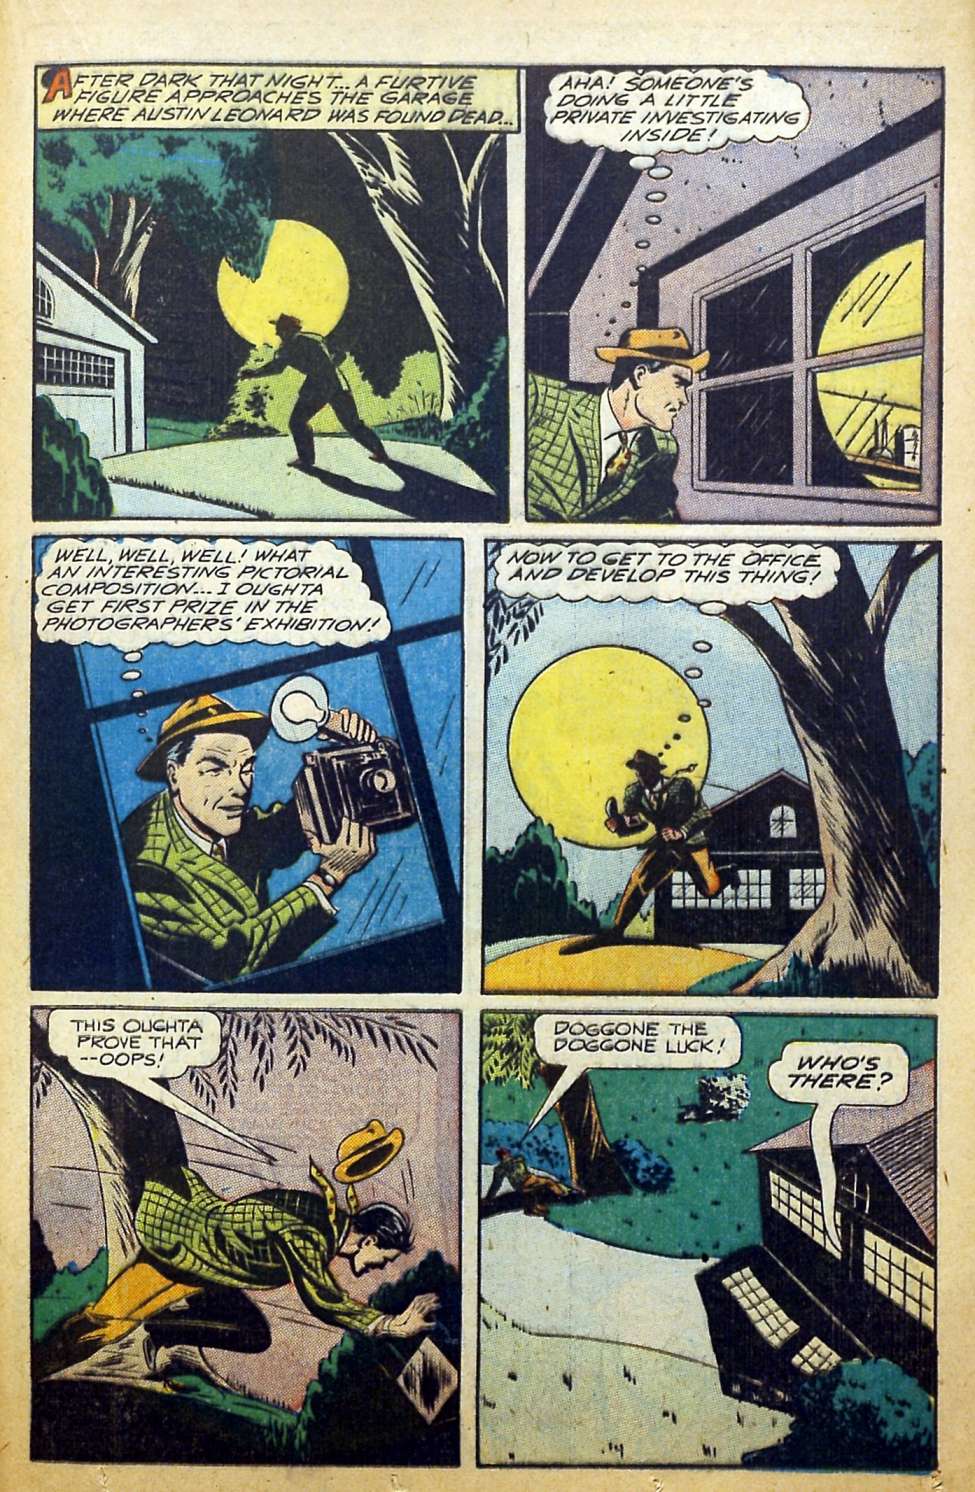 AFTER DARK THAT NIGHT... A FURTIVE
FIGURE APPROACHES THE GARAGE
WHERE AUSTIN LEONARD WAS FOUND DEAD...
AHA! SOMEONE'S
DOING A LITTLE
PRIVATE INVESTIGATING
INSIDE!
WELL, WELL, WELL! WHAT
AN INTERESTING PICTORIAL
COMPOSITION... I OUGHTA
GET FIRST PRIZE IN THE
PHOTOGRAPHERS' EXHIBITION!
NOW TO GET TO THE OFFICE
AND DEVELOP THIS THING!
THIS OUGHTA
PROVE THAT
--OOPS!
DOGGONE THE
DOGGONE LUCK!
WHO'S
THERE?